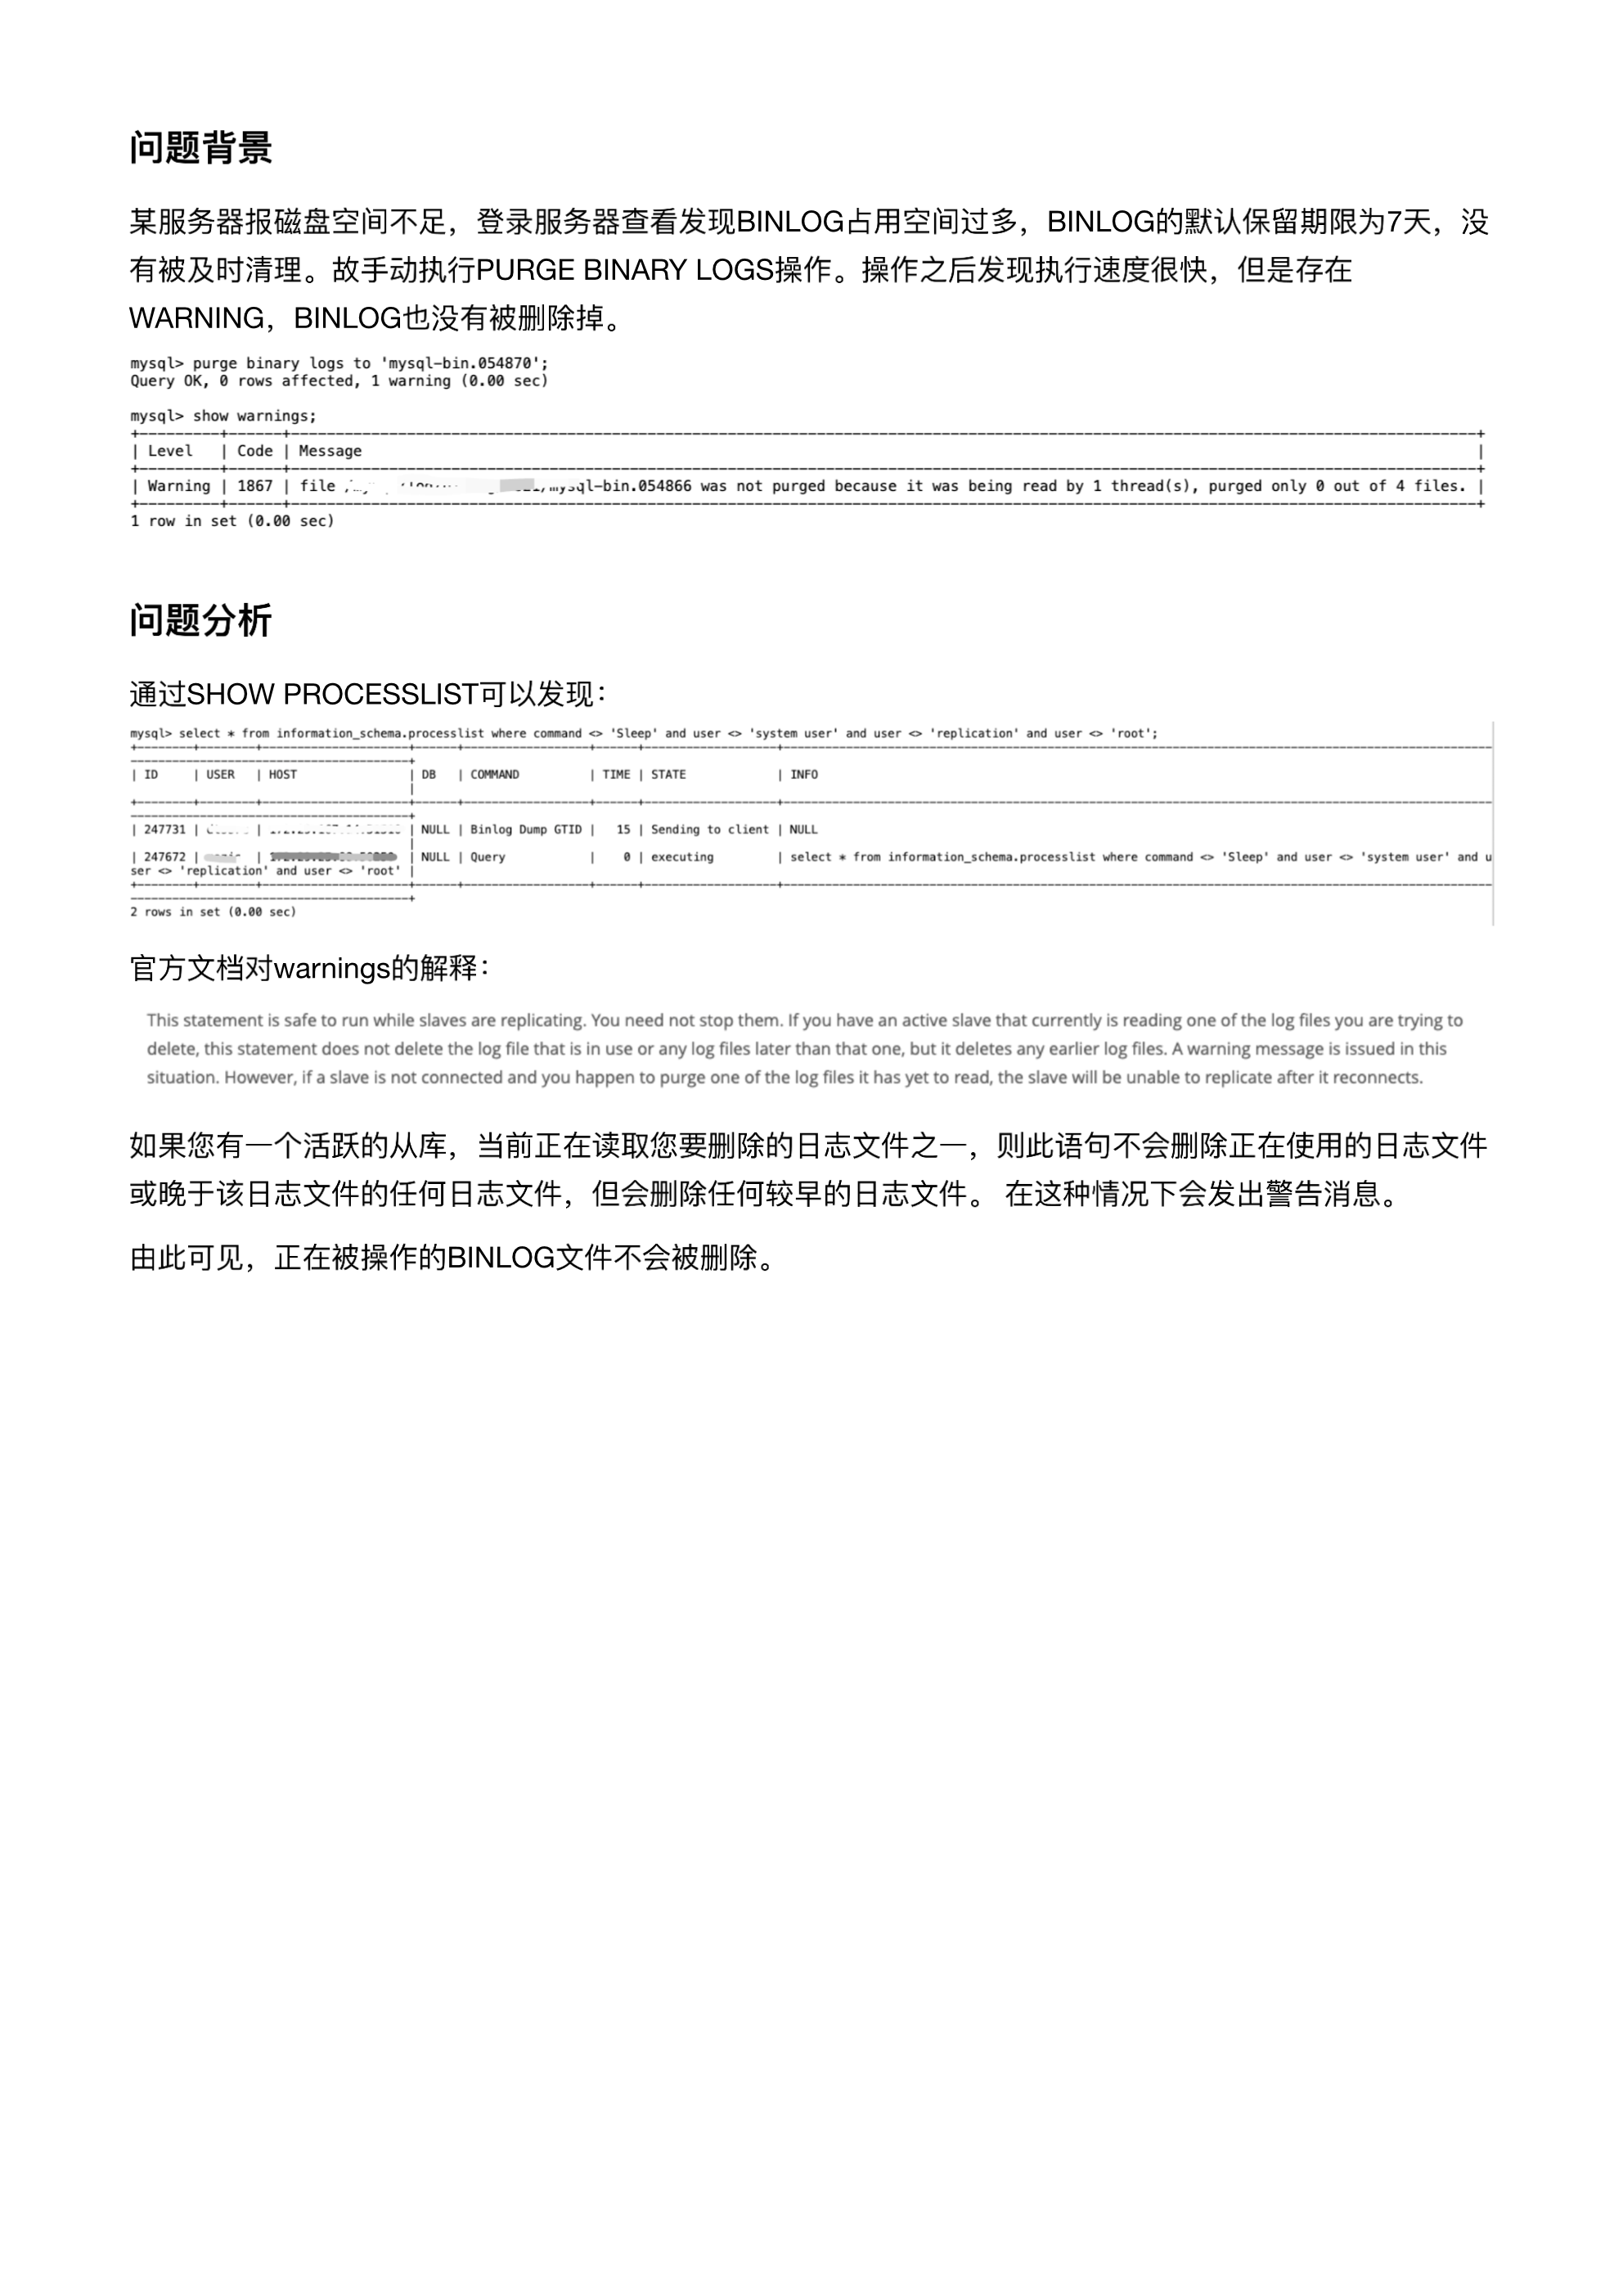 问题背景
某服务器报磁盘空间不足，登录服务器查看发现BINLOG占用空间过多，BINLOG的默认保留期限为7天，没
有被及时清理。故手动执行PURGE BINARY LOGS操作。操作之后发现执行速度很快，但是存在
WARNING，BINLOG也没有被删除掉。
mysql> purge binary logs to 'mysql-bin.054870';
Query OK, 0 rows affected, 1 warning (0.00 sec)
mysql> show warnings;
| Level | Code | Message |
| Warning | 1867 | file mysql-bin.054866 was not purged because it was being read by 1 thread(s), purged only 0 out of 4 files. |
1 row in set (0.00 sec)
问题分析
通过SHOW PROCESSLIST可以发现：
mysql> select * from information_schema.processlist where command <> 'Sleep' and user <> 'system user' and user <> 'replication' and user <> 'root';
| ID | USER | HOST | DB | COMMAND | TIME | STATE | INFO
| 247731 | | | NULL | Binlog Dump GTID | 15 | Sending to client | NULL
| 247672 | | | NULL | Query | 0 | executing | select * from information_schema.processlist where command <> 'Sleep' and user <> 'system user' and u
ser <> 'replication' and user <> 'root' |
2 rows in set (0.00 sec)
官方文档对warnings的解释：
This statement is safe to run while slaves are replicating. You need not stop them. If you have an active slave that currently is reading one of the log files you are trying to
delete, this statement does not delete the log file that is in use or any log files later than that one, but it deletes any earlier log files. A warning message is issued in this
situation. However, if a slave is not connected and you happen to purge one of the log files it has yet to read, the slave will be unable to replicate after it reconnects.
如果您有一个活跃的从库，当前正在读取您要删除的日志文件之一，则此语句不会删除正在使用的日志文件
或晚于该日志文件的任何日志文件，但会删除任何较早的日志文件。 在这种情况下会发出警告消息。
由此可见，正在被操作的BINLOG文件不会被删除。